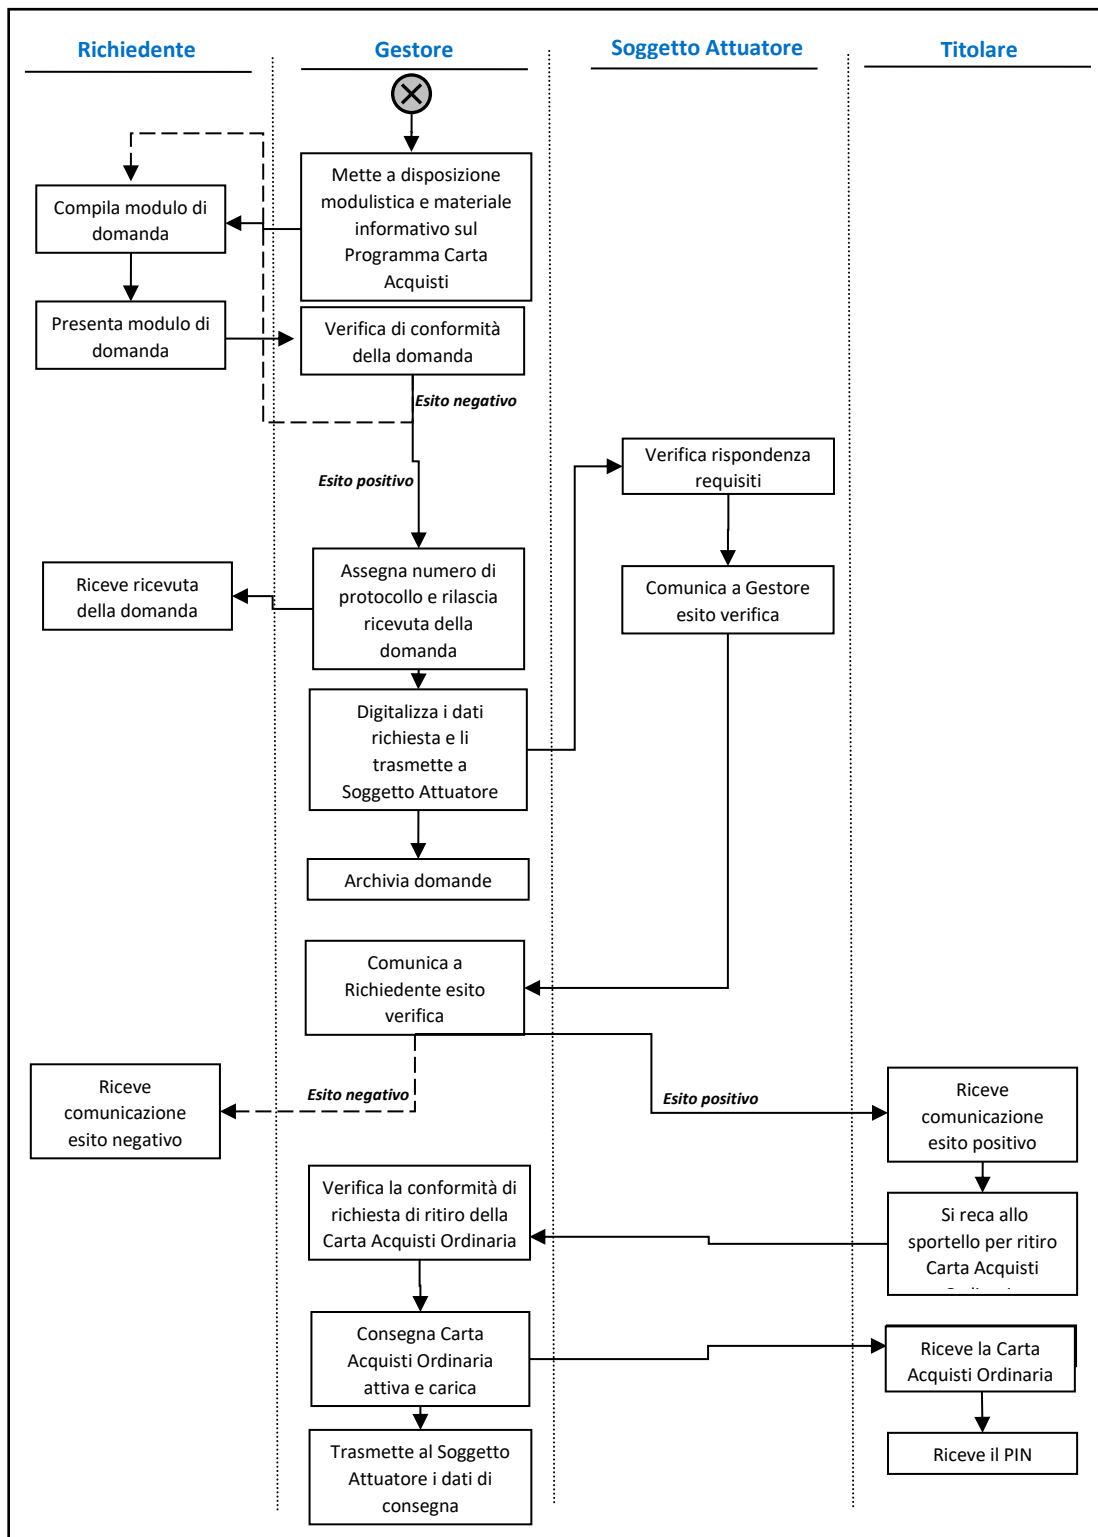 Richiedente
Gestore
Soggetto Attuatore
Titolare
Mette a disposizione
modulistica e materiale
informativo sul
Programma Carta
Acquisti
Compila modulo di
domanda
Presenta modulo di
domanda
Verifica di conformità
della domanda
Esito negativo
Esito positivo
Verifica rispondenza
requisiti
Assegna numero di
protocollo e rilascia
ricevuta della
domanda
Riceve ricevuta
della domanda
Comunica a Gestore
esito verifica
Digitalizza i dati
richiesta e li
trasmette a
Soggetto Attuatore
Archivia domande
Comunica a
Richiedente esito
verifica
Esito negativo
Esito positivo
Riceve
comunicazione
esito negativo
Riceve
comunicazione
esito positivo
Verifica la conformità di
richiesta di ritiro della
Carta Acquisti Ordinaria
Si reca allo
sportello per ritiro
Carta Acquisti
Consegna Carta
Acquisti Ordinaria
attiva e carica
Riceve la Carta
Acquisti Ordinaria
Trasmette al Soggetto
Attuatore i dati di
consegna
Riceve il PIN